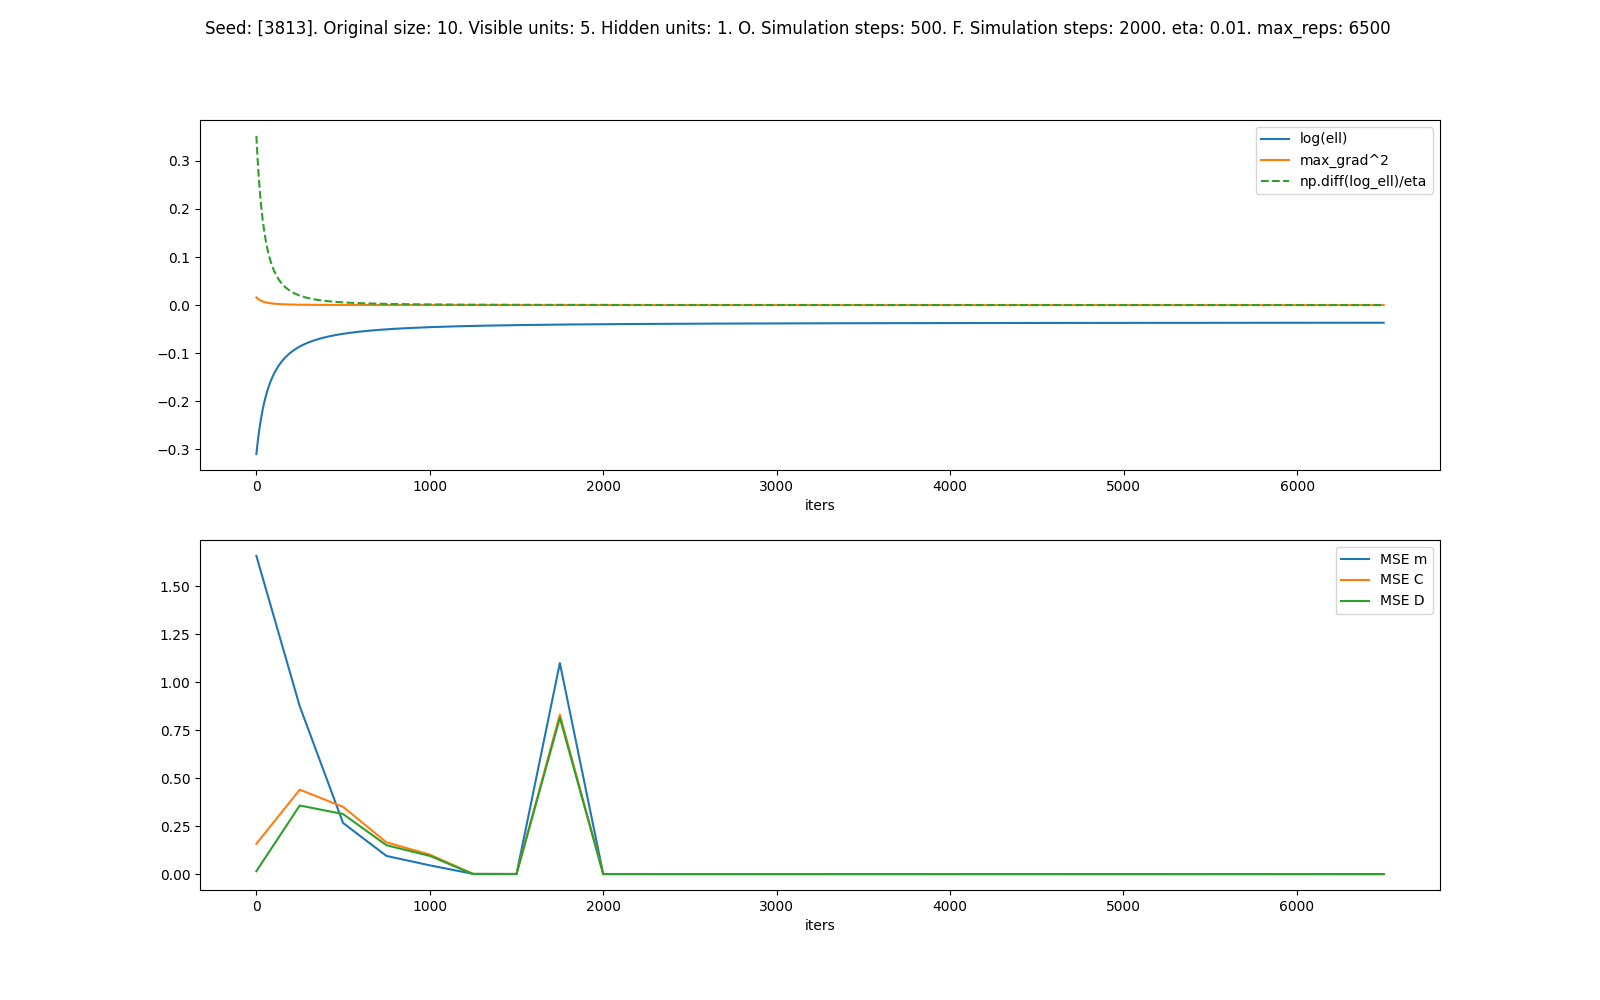 Seed: [3813]. Original size: 10. Visible units: 5. Hidden units: 1. O. Simulation steps: 500. F. Simulation steps: 2000. eta: 0.01. max_reps: 6500
log(ell)
max_grad^2
np.diff(log_ell)/eta
0.3
0.2
0.1
0.0
−0.1
−0.2
−0.3
0 1000 2000 3000 4000 5000 6000
iters
MSE m
MSE C
MSE D
1.50
1.25
1.00
0.75
0.50
0.25
0.00
0 1000 2000 3000 4000 5000 6000
iters